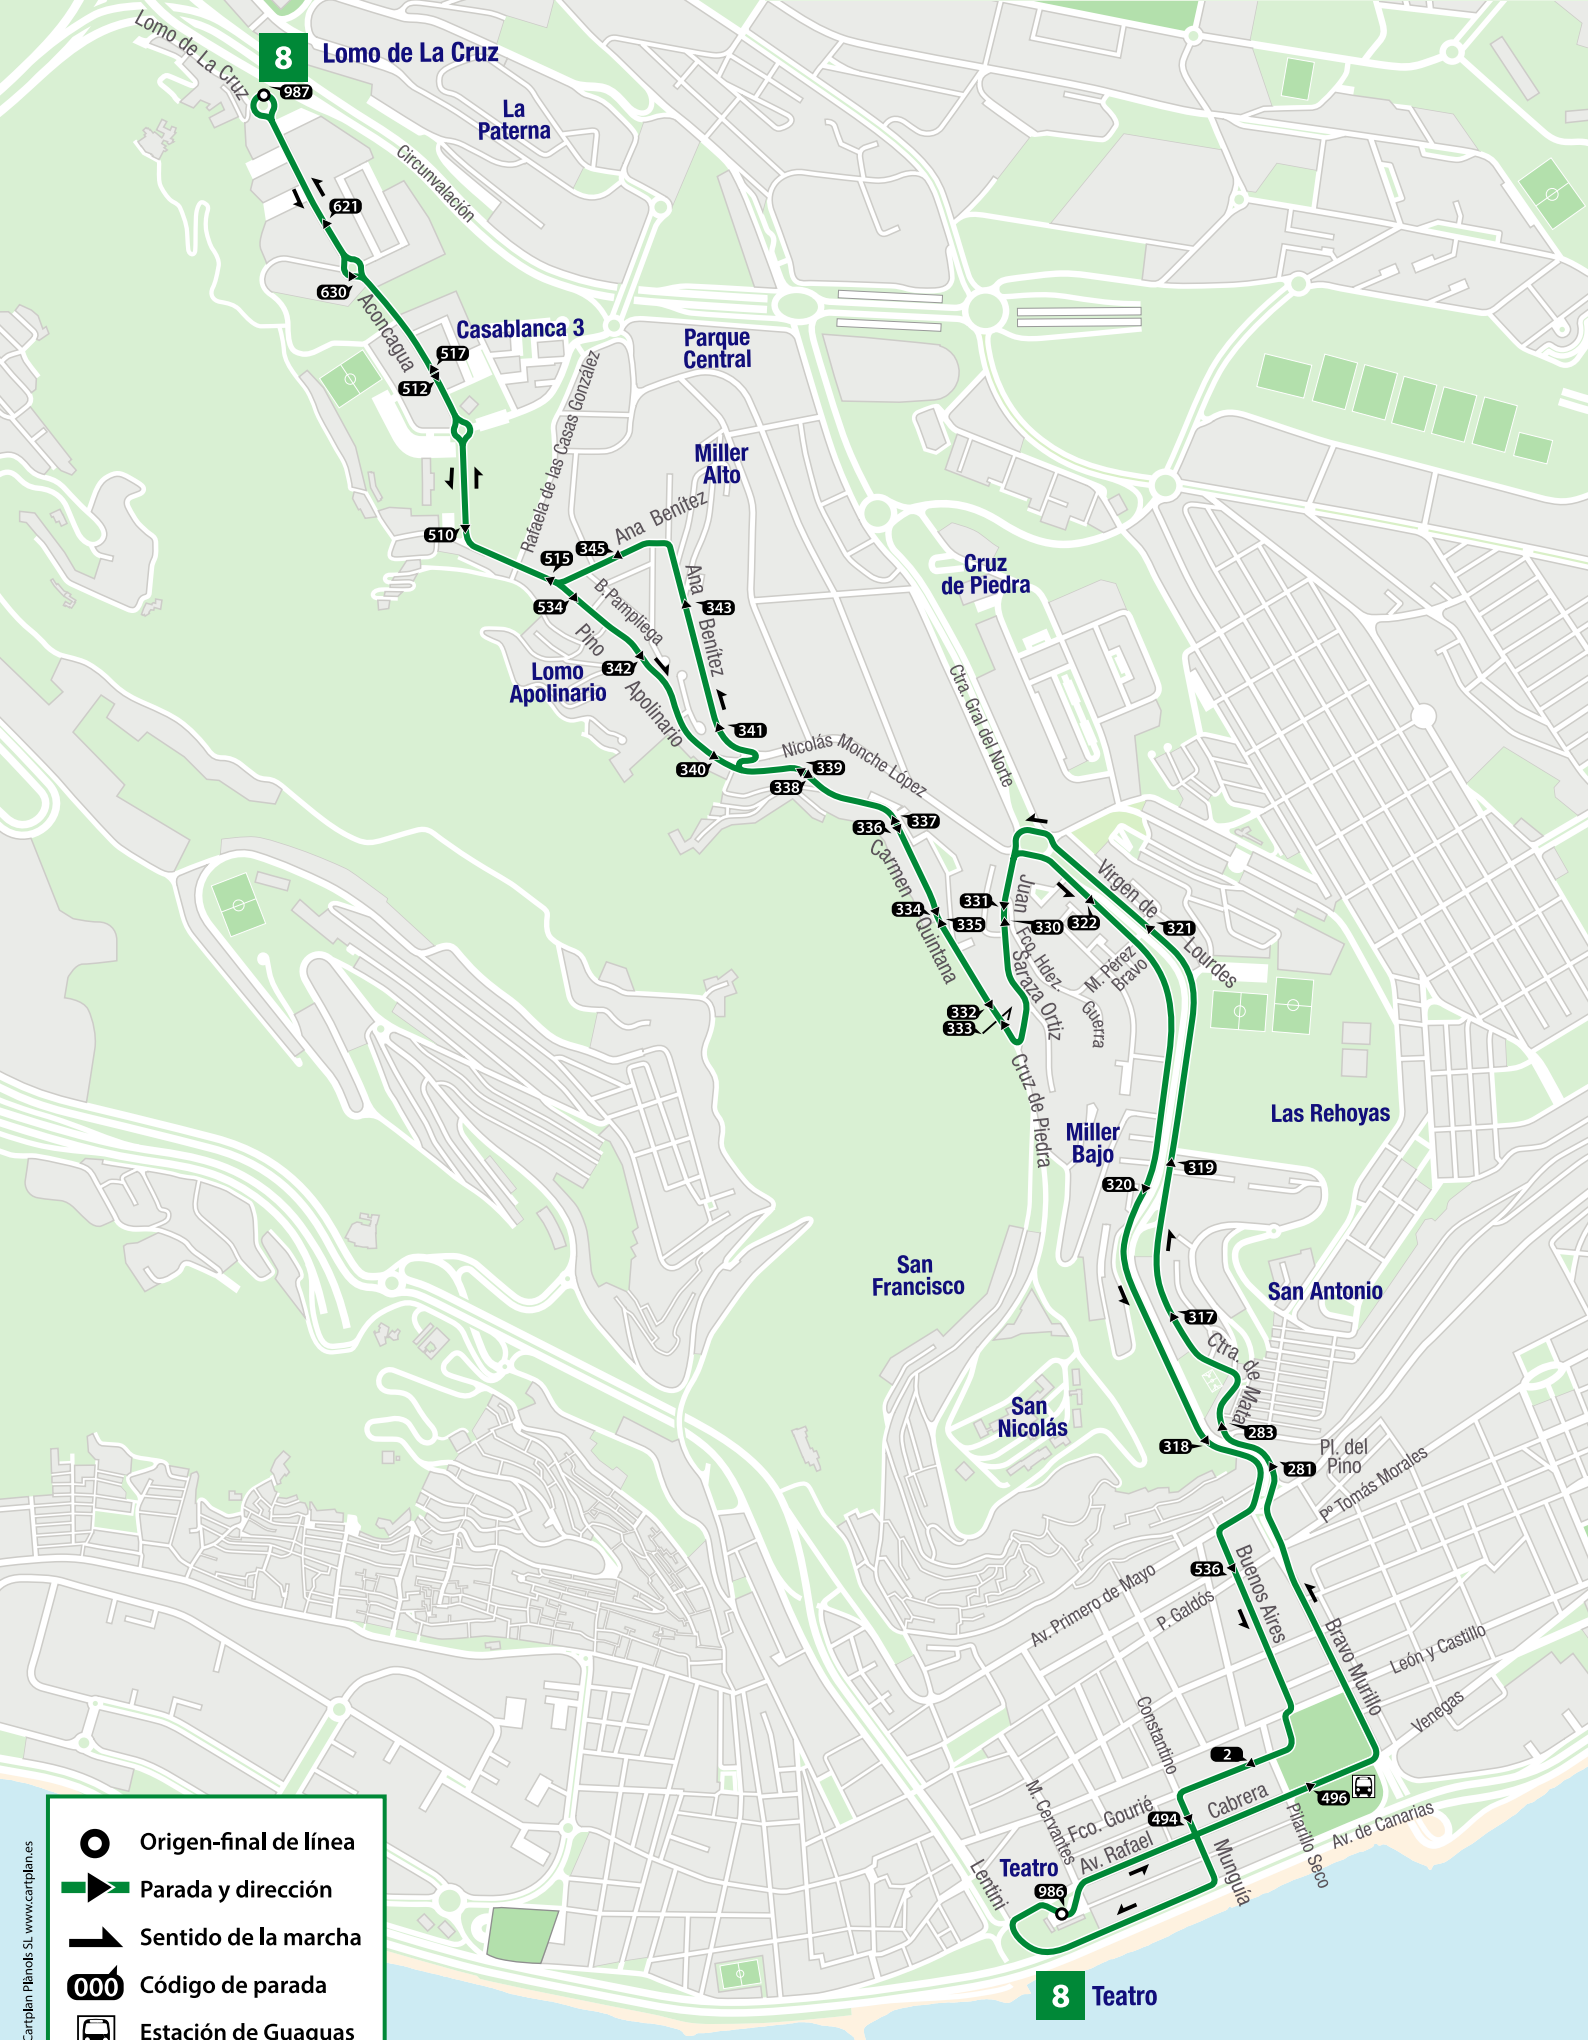 Lomo de La Cruz
8
Lomo de La Cruz
987
La
Paterna
Circunvalación
621
630
Aconcagua
Casablanca 3
517
512
Parque
Central
Rafaela de las Casas González
Miller
Alto
Ana Benítez
510
515
345
534
B.Pampliega
Ana Benítez
343
Cruz
de Piedra
Pino Apolinario
342
Lomo
Apolinario
341
340
Nicolás Monche López
339
338
Ctra. Gral del Norte
337
336
Carmen Quintana
334
335
331
330
322
321
Juan Saraza Ortiz
Fco. Hdez. Guerra
M. Pérez
Bravo
Virgen de Lourdes
332
333
Cruz de Piedra
Las Rehoyas
Miller
Bajo
319
320
San
Francisco
San Antonio
317
Ctra. de Mata
San
Nicolás
283
318
281
Pl. del
Pino
Pº Tomás Morales
536
Buenos Aires
Av. Primero de Mayo
P. Galdós
Bravo Murillo
León y Castillo
Venegas
Constantino
2
496
Cabrera
494
Fco. Gourié
M. Cervantes
Av. Rafael
Pilarillo Seco
Av. de Canarias
Munguía
Lentini
Teatro
986
8
Teatro
Origen-final de línea
Parada y dirección
Sentido de la marcha
000
Código de parada
Estación de Guaguas
Cartplan Plànols SL www.cartplan.es